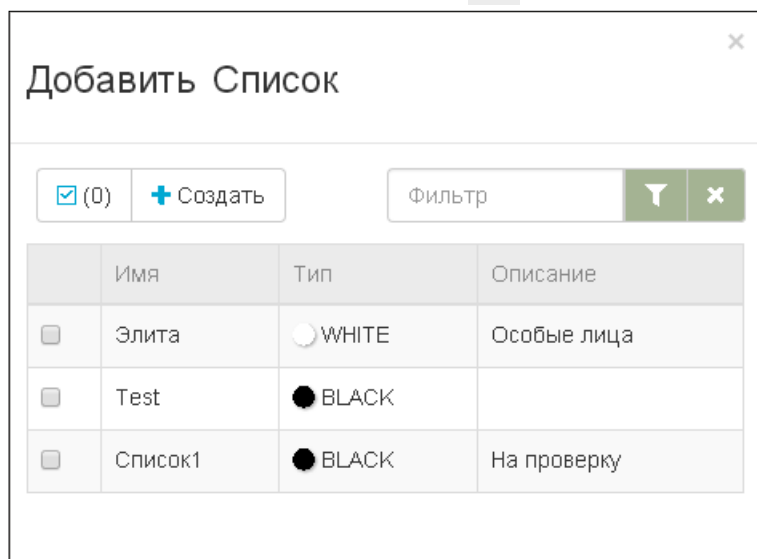 Добавить Список
(0) Создать Фильтр
Имя Тип Описание
Элита WHITE Особые лица
Test BLACK
Список1 BLACK На проверку